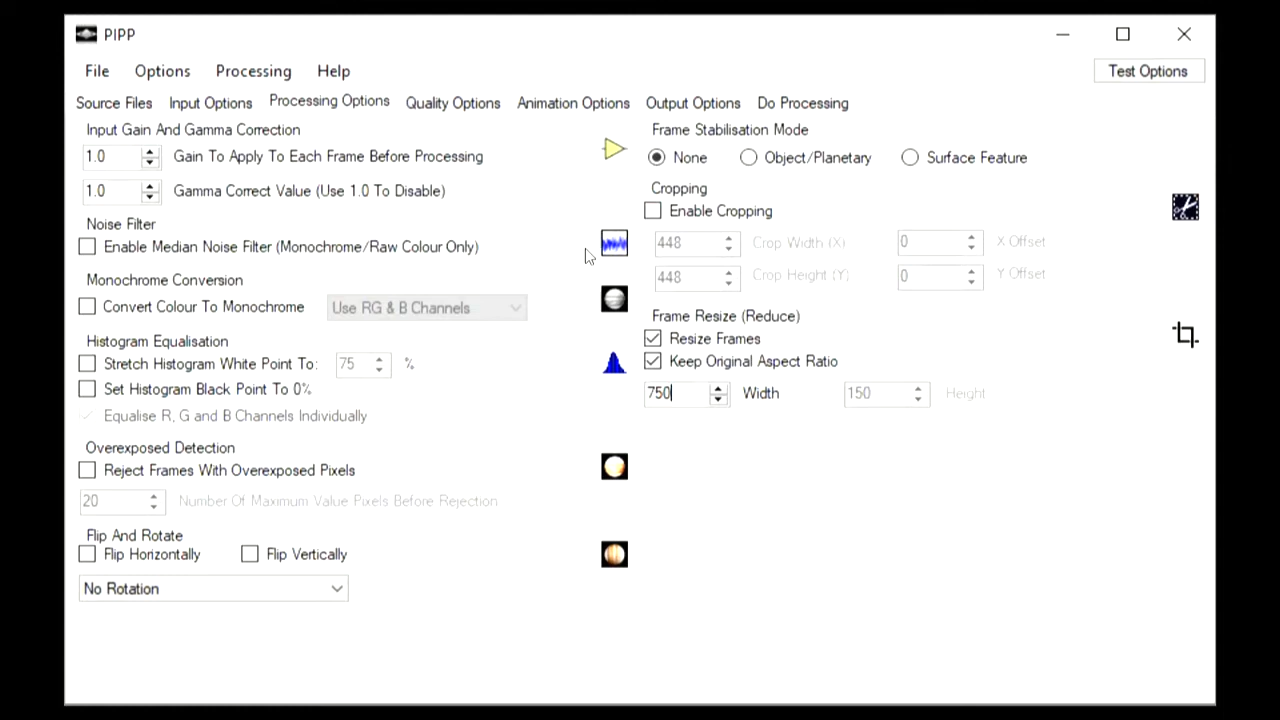 PIPP
File Options Processing Help
Test Options
Source Files Input Options Processing Options Quality Options Animation Options Output Options Do Processing
Input Gain And Gamma Correction
1.0 Gain To Apply To Each Frame Before Processing
1.0 Gamma Correct Value (Use 1.0 To Disable)
Noise Filter
Enable Median Noise Filter (Monochrome/Raw Colour Only)
Monochrome Conversion
Convert Colour To Monochrome Use RG & B Channels
Histogram Equalisation
Stretch Histogram White Point To: 75 %
Set Histogram Black Point To 0%
Equalise R, G and B Channels Individually
Overexposed Detection
Reject Frames With Overexposed Pixels
20 Number Of Maximum Value Pixels Before Rejection
Flip And Rotate
Flip Horizontally Flip Vertically
No Rotation
Frame Stabilisation Mode
None Object/Planetary Surface Feature
Cropping
Enable Cropping
448 Crop Width (X) 0 X Offset
448 Crop Height (Y) 0 Y Offset
Frame Resize (Reduce)
Resize Frames
Keep Original Aspect Ratio
750 Width 150 Height